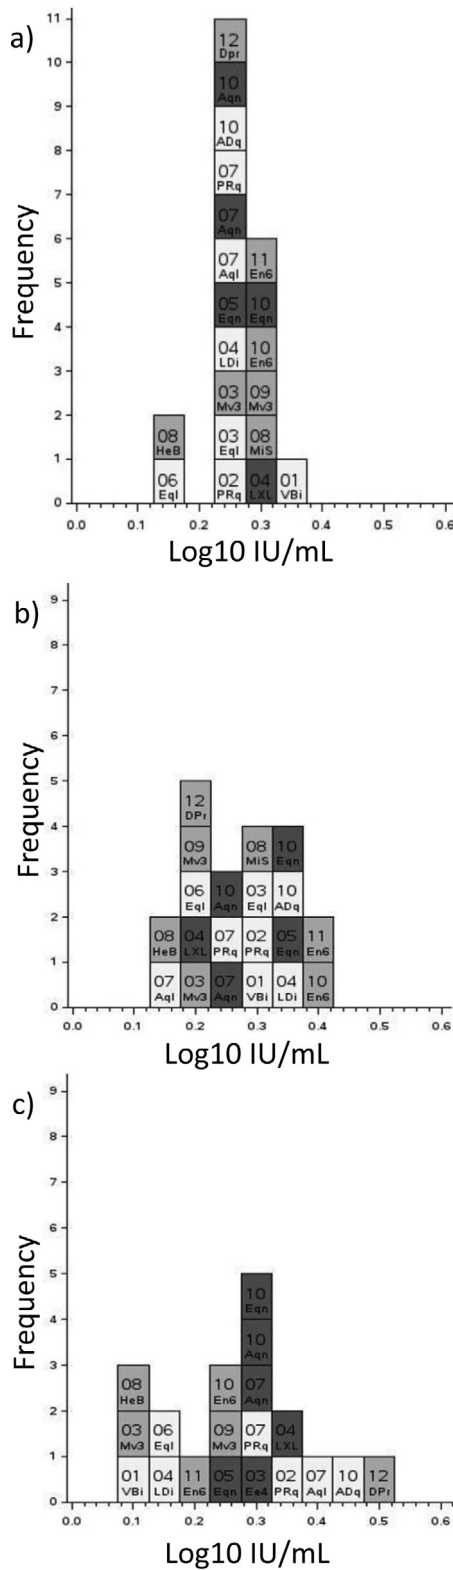 a)
11
12
Dpr
10
10
Aqn
9
10
ADq
8
07
PRq
7
07
Aqn
6
07 11
Aql En6
5
05 10
Eqn Eqn
4
04 10
LDi En6
3
03 09
Mv3 Mv3
2
08 03 08
HeB Eql MiS
1
06 02 04 01
Eql PRq LXL VBi
0
Frequency
0.0 0.1 0.2 0.3 0.4 0.5 0.6
Log10 IU/mL
b)
9
8
7
6
5
12
DPr
4
09 08 10
Mv3 MiS Eqn
3
06 10 03 10
Eql Aqn Eql ADq
2
08 04 07 02 05 11
HeB LXL PRq PRq Eqn En6
1
07 03 07 01 04 10
Aql Mv3 Aqn VBi LDi En6
0
Frequency
0.0 0.1 0.2 0.3 0.4 0.5 0.6
Log10 IU/mL
c)
9
8
7
6
5
10
Eqn
4
10
Aqn
3
08 10 07
HeB En6 Aqn
2
03 06 09 07 04
Mv3 Eql Mv3 PRq LXL
1
01 04 11 05 03 02 07 10 12
VBi LDi En6 Eqn Ee4 PRq Aql ADq DPr
0
Frequency
0.0 0.1 0.2 0.3 0.4 0.5 0.6
Log10 IU/mL